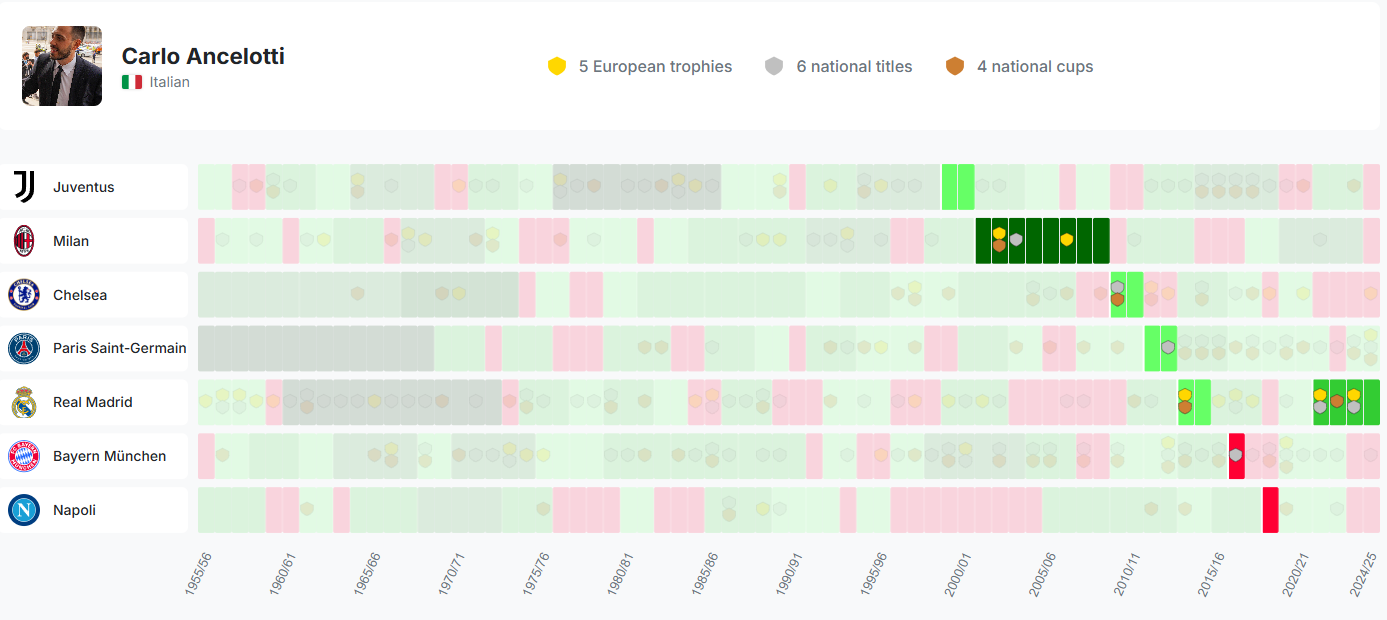 Carlo Ancelotti
Italian
5 European trophies
6 national titles
4 national cups
Juventus
Milan
Chelsea
Paris Saint-Germain
Real Madrid
Bayern München
Napoli
1955/56
1960/61
1965/66
1970/71
1975/76
1980/81
1985/86
1990/91
1995/96
2000/01
2005/06
2010/11
2015/16
2020/21
2024/25